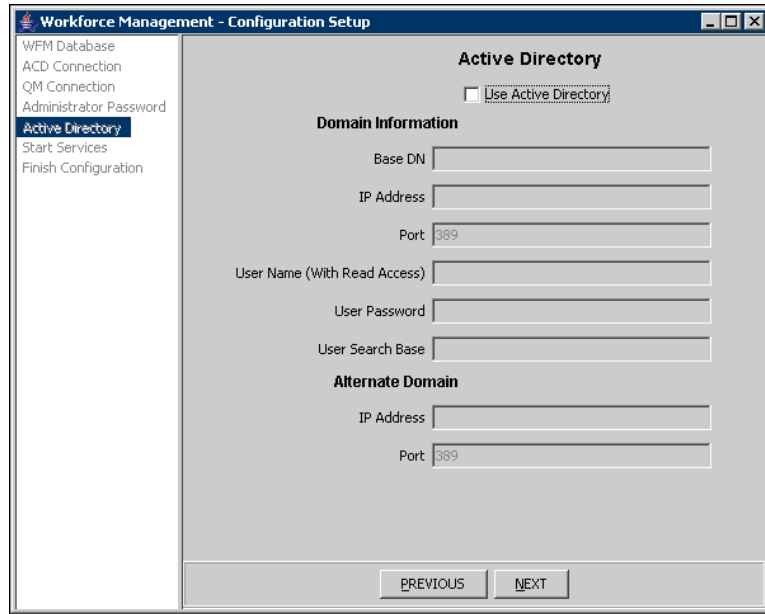 Workforce Management - Configuration Setup
WFM Database
ACD Connection
QM Connection
Administrator Password
Active Directory
Start Services
Finish Configuration
Active Directory
Use Active Directory
Domain Information
Base DN
IP Address
Port 389
User Name (With Read Access)
User Password
User Search Base
Alternate Domain
IP Address
Port 389
PREVIOUS NEXT